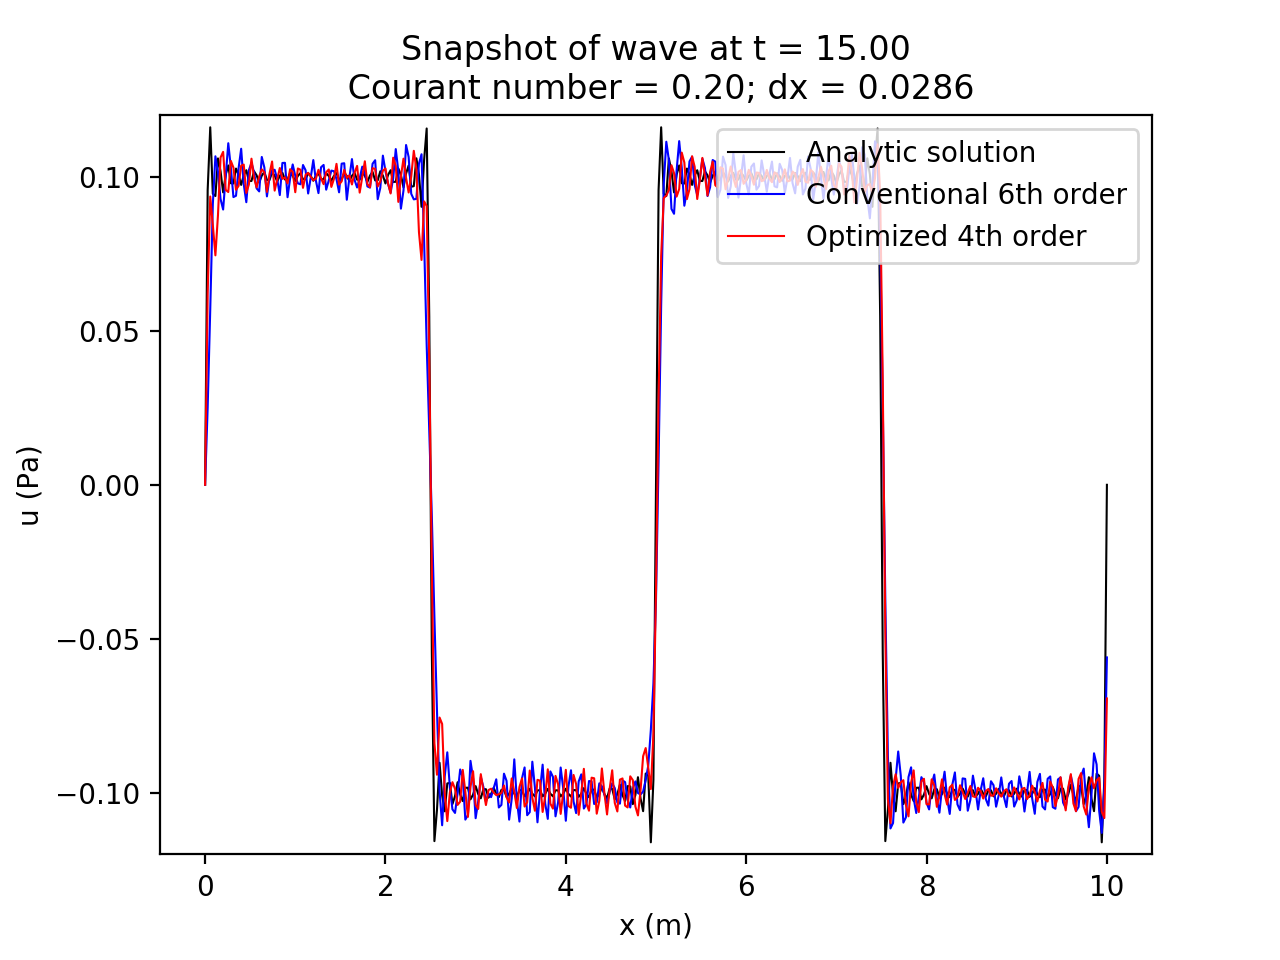 Snapshot of wave at t = 15.00
Courant number = 0.20; dx = 0.0286
Analytic solution
Conventional 6th order
Optimized 4th order
0.10
0.05
0.00
−0.05
−0.10
u (Pa)
0 2 4 6 8 10
x (m)